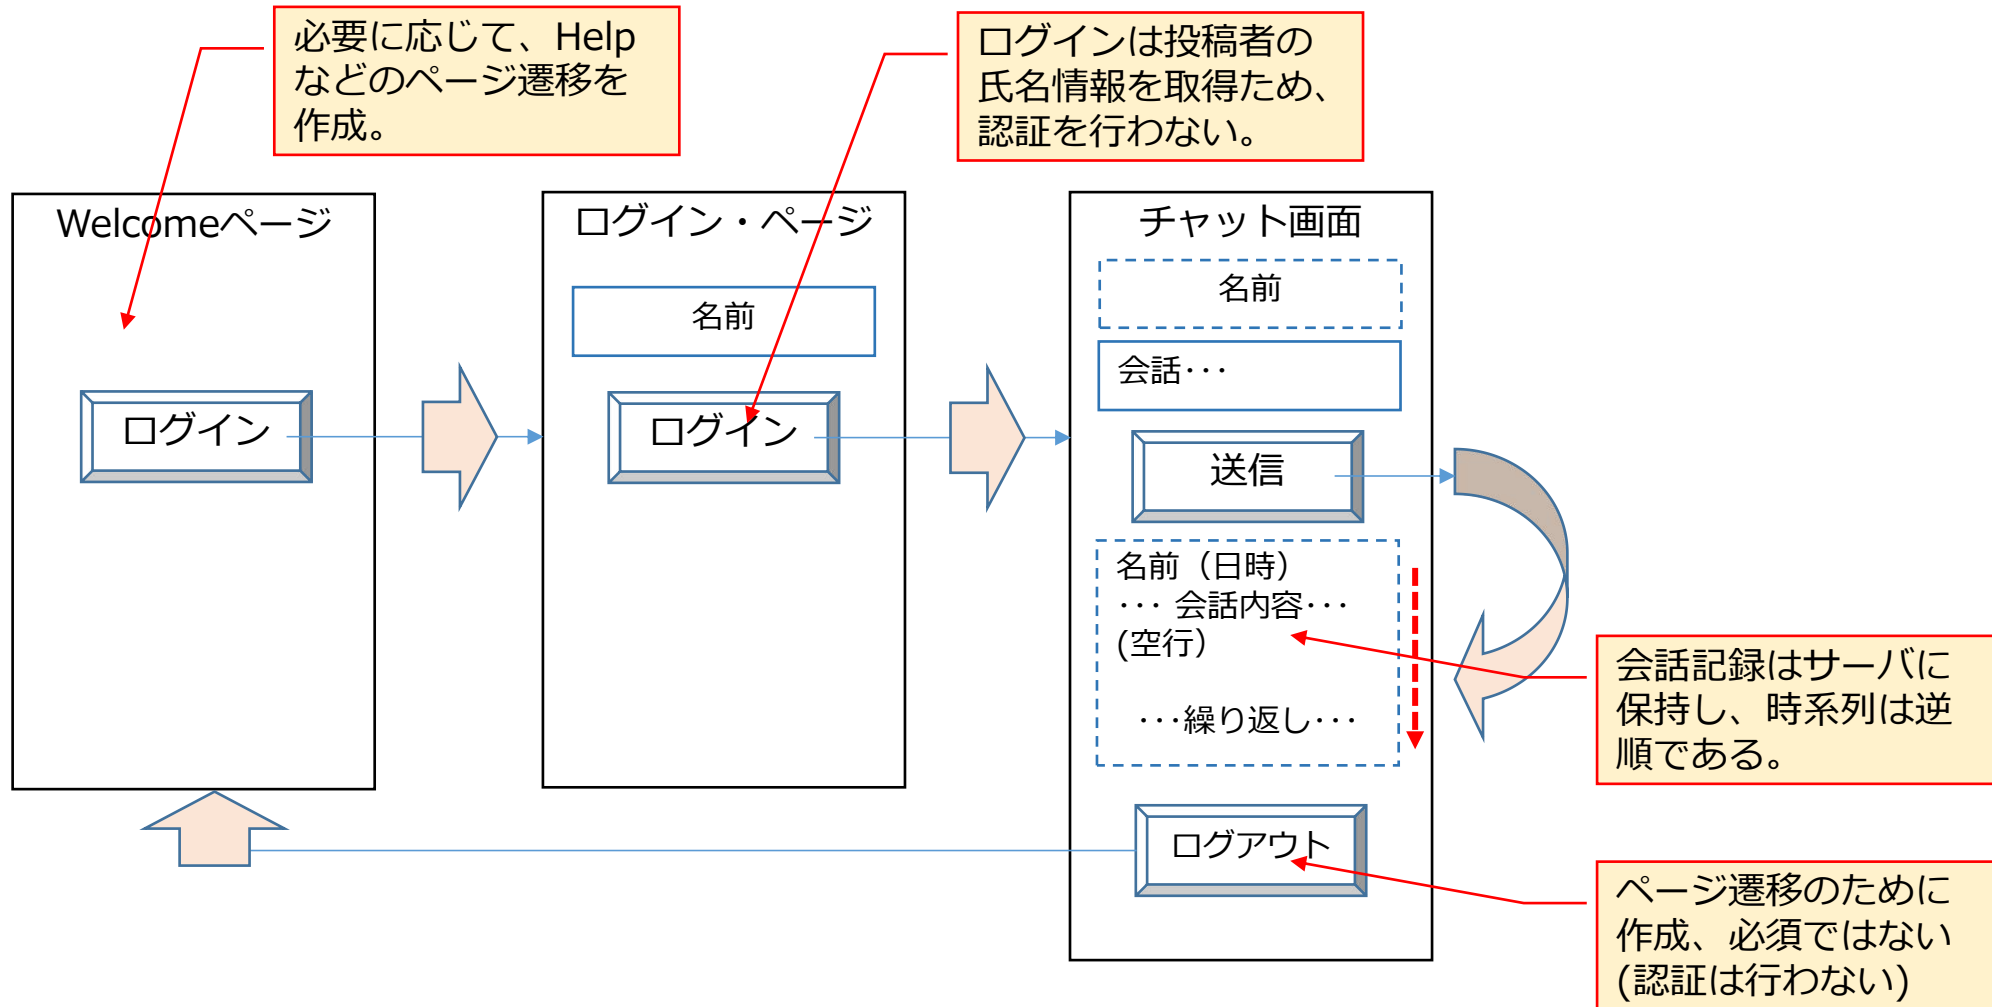 必要に応じて、Help
などのページ遷移を
作成。
ログインは投稿者の
氏名情報を取得ため、
認証を行わない。
Welcomeページ
ログイン
ログイン・ページ
名前
ログイン
チャット画面
名前
会話･･･
送信
名前（日時）
･･･ 会話内容･･･
(空行）
･･･繰り返し･･･
ログアウト
会話記録はサーバに
保持し、時系列は逆
順である。
ページ遷移のために
作成、必須ではない
(認証は行わない)